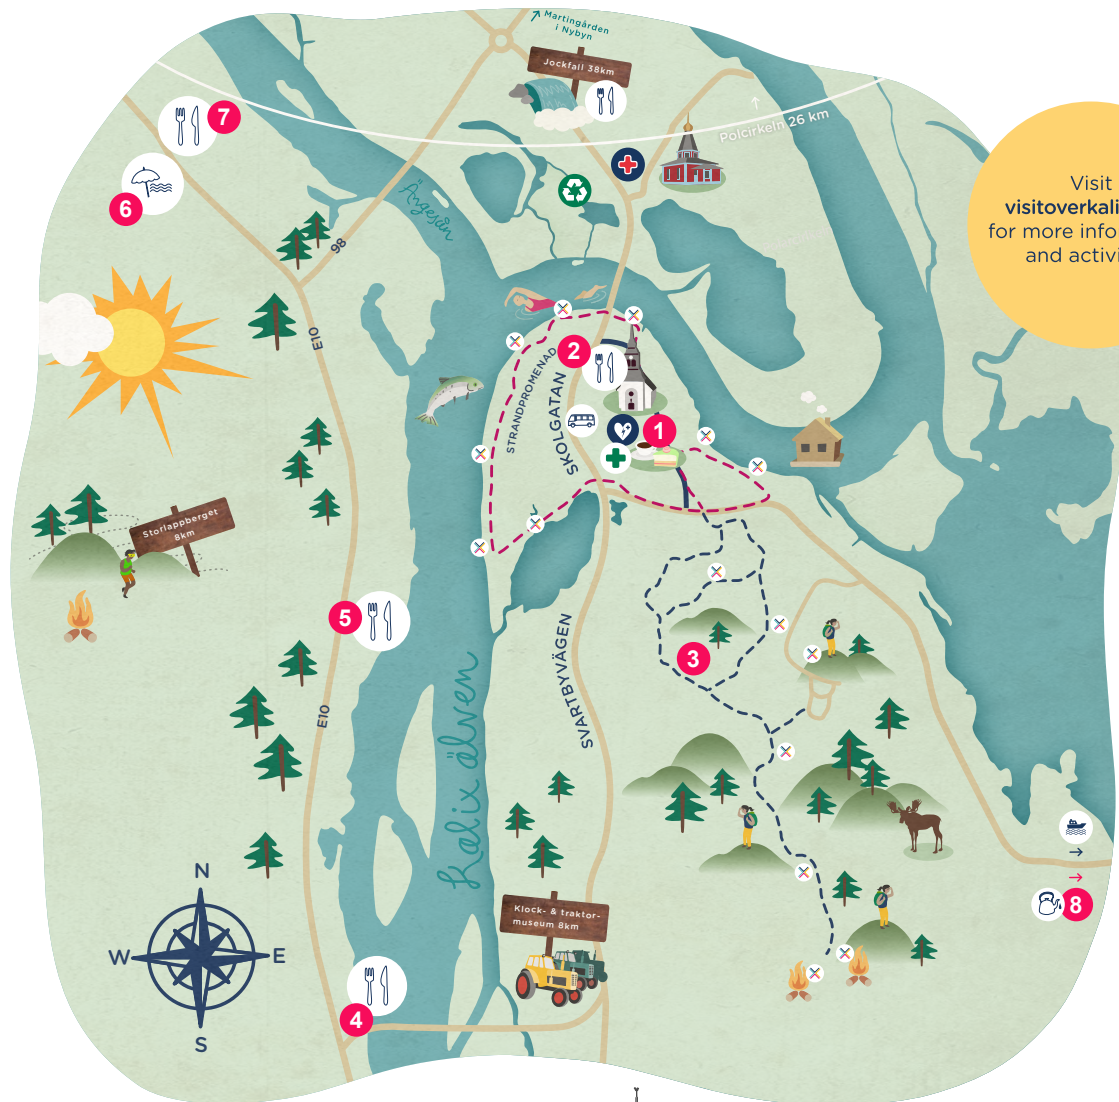 Martingården
i Nybyn
Jockfall 38km
7
Polcirkeln 26 km
Visit
visitoverkali
for more info
and activi
6
Ängesån
98
E10
2
STRANDPROMENAD
SKOLGATAN
1
Storlappberget
8km
5
SVARTBYVÄGEN
3
E10
Kalix älven
N
W
E
S
Klock- & traktor-
museum 8km
8
4